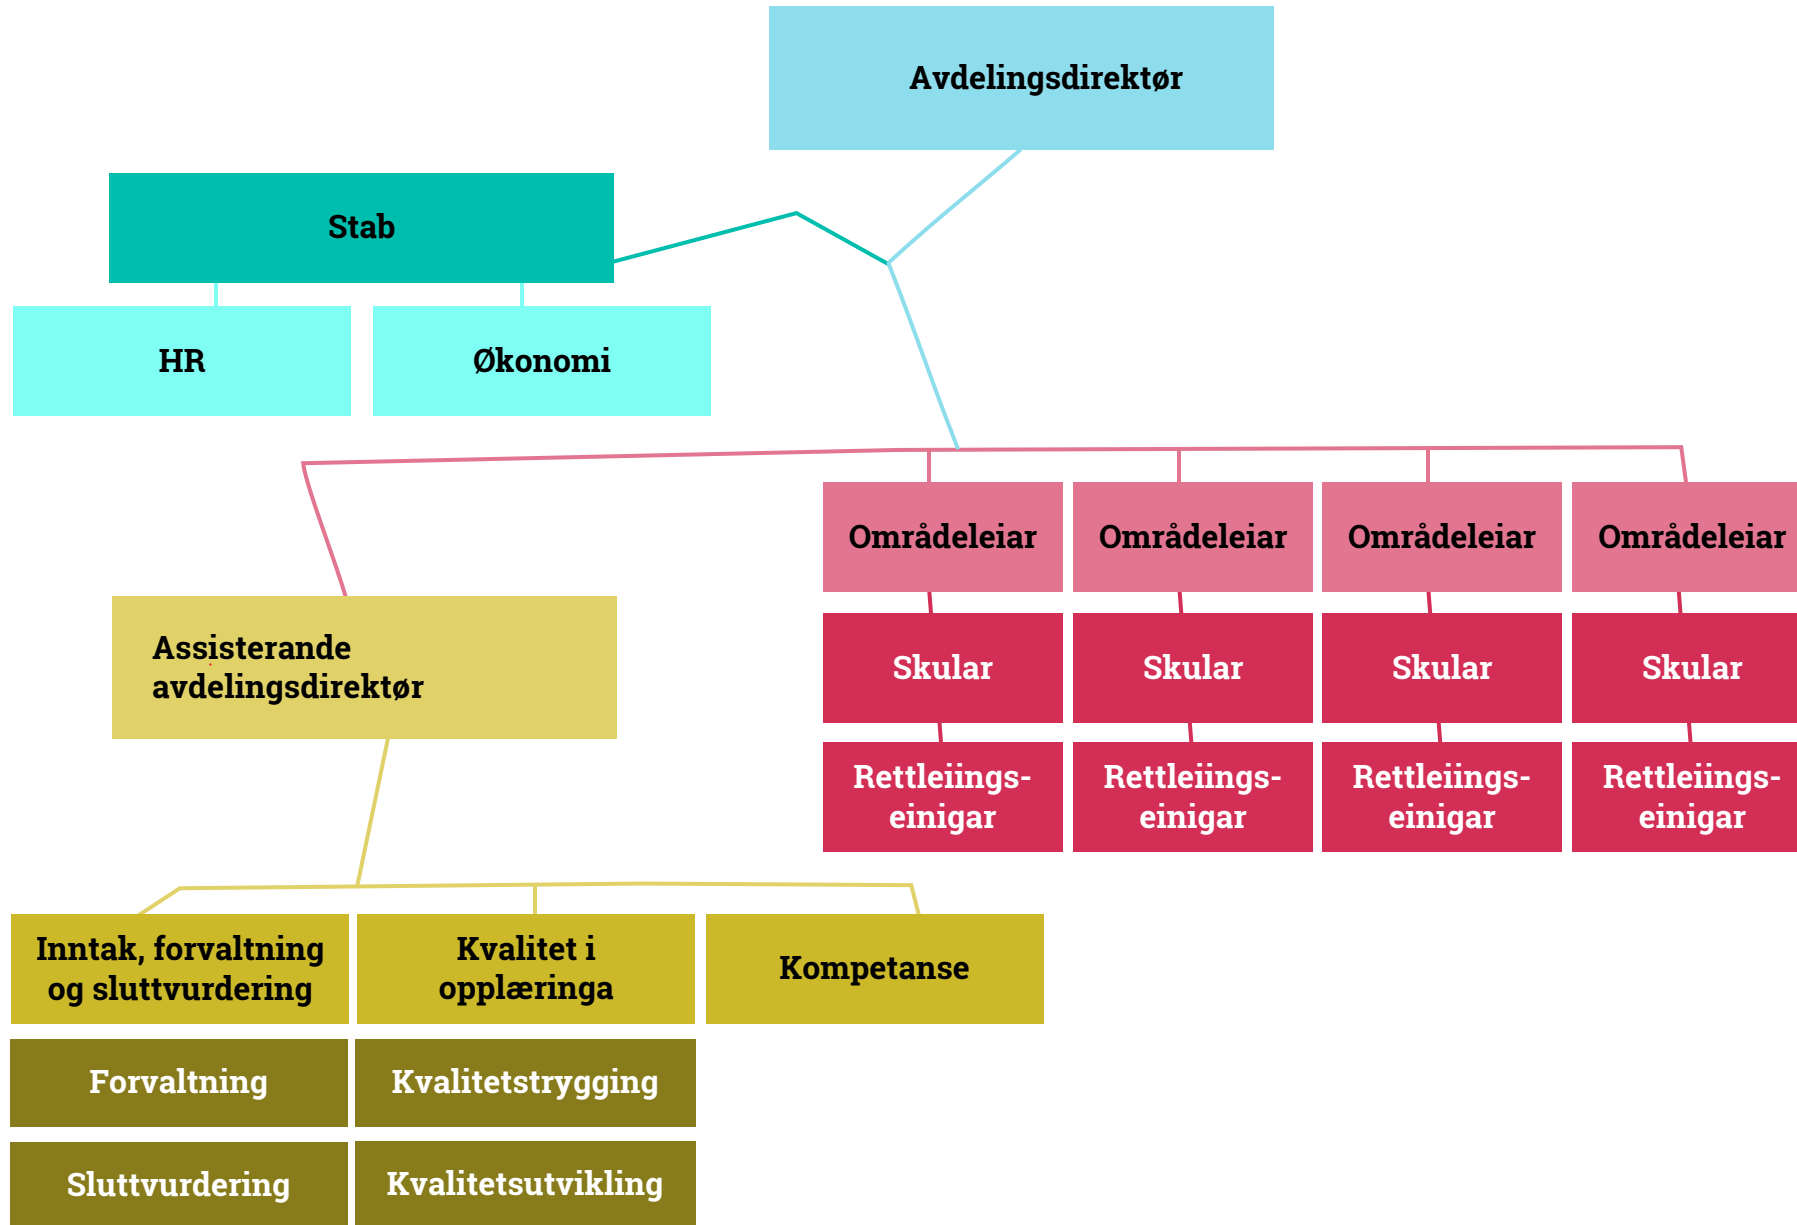 Avdelingsdirektør
Stab
HR
Økonomi
Områdeleiar
Områdeleiar
Områdeleiar
Områdeleiar
Assisterande
avdelingsdirektør
Skular
Skular
Skular
Skular
Rettleiings-
einigar
Rettleiings-
einigar
Rettleiings-
einigar
Rettleiings-
einigar
Inntak, forvaltning
og sluttvurdering
Kvalitet i
opplæringa
Kompetanse
Forvaltning
Kvalitetstrygging
Sluttvurdering
Kvalitetsutvikling